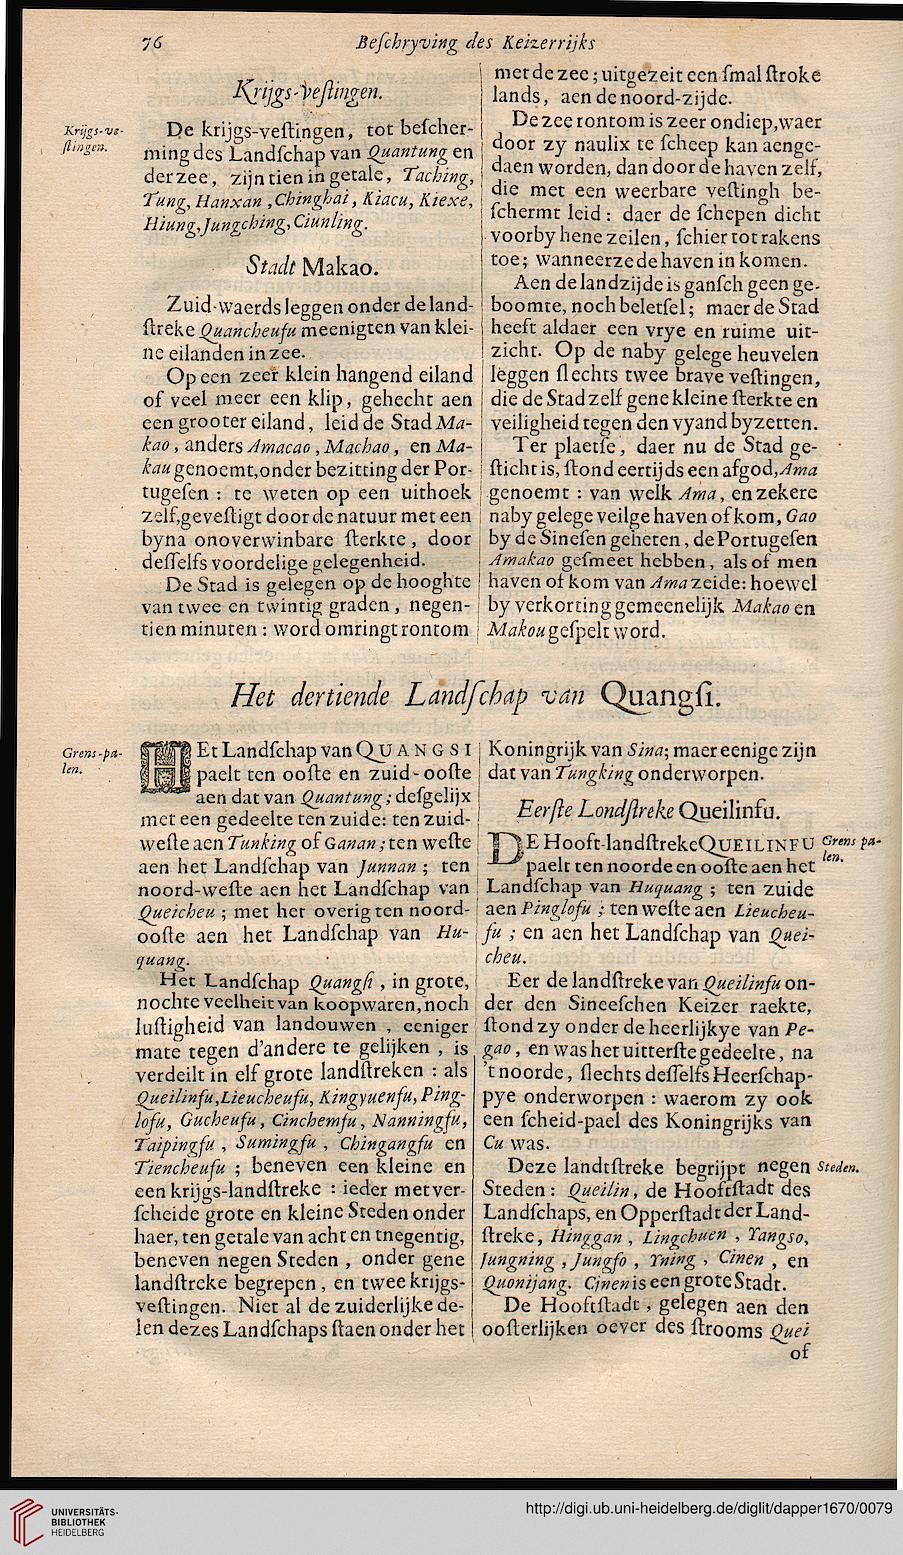 76
Beſchryving des Keizerrijks
Krijgs-veſtingen.
Krijgs-ve-
ſtingen.
De krijgs-veſtingen, tot beſcher-
ming des Landſchap van Quantung en
der zee, zijn tien in getale, Taching,
Tung, Hanxan, Chinghai, Kiacu, Kiexe,
Hiung, Jungching, Ciunling.
Stadt Makao.
Zuid-waerds leggen onder de land-
ſtreke Quancheufu meenigten van klei-
ne eilanden in zee.
Op een zeer klein hangend eiland
of veel meer een klip, gehecht aen
een grooter eiland, leid de Stad Ma-
kao, anders Amacao, Machao, en Ma-
kau genoemt, onder bezitting der Por-
tugeſen : te weten op een uithoek
zelf, geveſtigt door de natuur met een
byna onoverwinbare ſterkte, door
deſſelfs voordelige gelegenheid.
De Stad is gelegen op de hooghte
van twee en twintig graden, negen-
tien minuten : word omringt rontom
met de zee ; uitgezeit een ſmal ſtroke
lands, aen de noord-zijde.
De zee rontom is zeer ondiep, waer
door zy naulix te ſcheep kan aenge-
daen worden, dan door de haven zelf,
die met een weerbare veſtingh be-
ſchermt leid : daer de ſchepen dicht
voorby hene zeilen, ſchier tot rakens
toe; wanneer ze de haven in komen.
Aen de landzijde is ganſch geen ge-
boomte, noch beletſel; maer de Stad
heeft aldaer een vrye en ruime uit-
zicht. Op de naby gelege heuvelen
leggen ſlechts twee brave veſtingen,
die de Stad zelf gene kleine ſterkte en
veiligheid tegen den vyand byzetten.
Ter plaetſe, daer nu de Stad ge-
ſticht is, ſtond eertijds een afgod, Ama
genoemt : van welk Ama, en zekere
naby gelege veilge haven of kom, Gao
by de Sineſen geheten, de Portugeſen
Amakao geſmeet hebben, als of men
haven of kom van Ama zeide: hoewel
by verkorting gemeenelijk Makao en
Makou geſpelt word.
Het dertiende Landſchap van Quangſi.
Grens-pa-
len.
HEt Landſchap van QUANGSI
paelt ten ooſte en zuid-ooſte
aen dat van Quantung ; deſgelijx
met een gedeelte ten zuide: ten zuid-
weſte aen Tunking of Ganan ; ten weſte
aen het Landſchap van Junnan ; ten
noord-weſte aen het Landſchap van
Queicheu ; met het overig ten noord-
ooſte aen het Landſchap van Hu-
quang.
Het Landſchap Quangſi, in grote,
nochte veelheit van koopwaren, noch
luſtigheid van landouwen, eeniger
mate tegen d'andere te gelijken, is
verdeilt in elf grote landſtreken : als
Queilinfu, Lieucheufu, Kingyuenfu, Ping-
lofu, Gucheufu, Cinchemfu, Nanningfu,
Taipingfu, Sumingfu, Chingangfu en
Tiencheufu ; beneven een kleine en
een krijgs-landſtreke : ieder met ver-
ſcheide grote en kleine Steden onder
haer, ten getale van acht en tnegentig,
beneven negen Steden, onder gene
landſtreke begrepen, en twee krijgs-
veſtingen. Niet al de zuiderlijke de-
len dezes Landſchaps ſtaen onder het
Koningrijk van Sina; maer eenige zijn
dat van Tungking onderworpen.
Eerſte Londſtreke Queilinfu.
DE Hooft-landſtreke QUEILINFU
paelt ten noorde en ooſte aen het
Landſchap van Huquang ; ten zuide
aen Pinglofu ; ten weſte aen Lieucheu-
fu ; en aen het Landſchap van Quei-
cheu.
Grens pa-
len.
Eer de landſtreke van Queilinfu on-
der den Sineeſchen Keizer raekte,
ſtond zy onder de heerlijkye van Pe-
gao, en was het uitterſte gedeelte, na
't noorde, ſlechts deſſelfs Heerſchap-
pye onderworpen : waerom zy ook
een ſcheid-pael des Koningrijks van
Cu was.
Deze landtſtreke begrijpt negen
Steden.
Steden : Queilin, de Hooftſtadt des
Landſchaps, en Opperſtadt der Land-
ſtreke, Hinggan, Lingchuen, Yangso,
Jungning, Jungfo, Yning, Cinen, en
Quonijang. Cinen is een grote Stadt.
De Hooftſtadt, gelegen aen den
ooſterlijken oever des ſtrooms Quei
of
UNIVERSITÄTS-
BIBLIOTHEK
HEIDELBERG
http://digi.ub.uni-heidelberg.de/diglit/dapper1670/0079